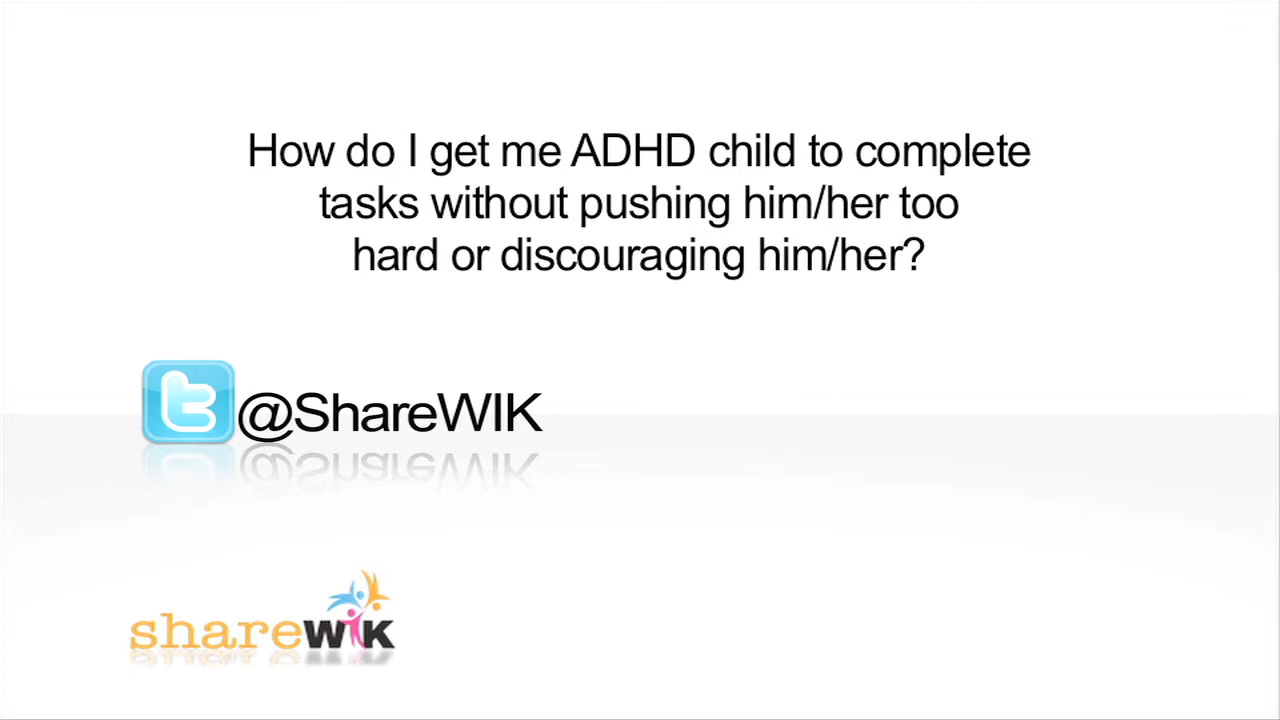 How do I get me ADHD child to complete
tasks without pushing him/her too
hard or discouraging him/her?
@ShareWIK
sharewik